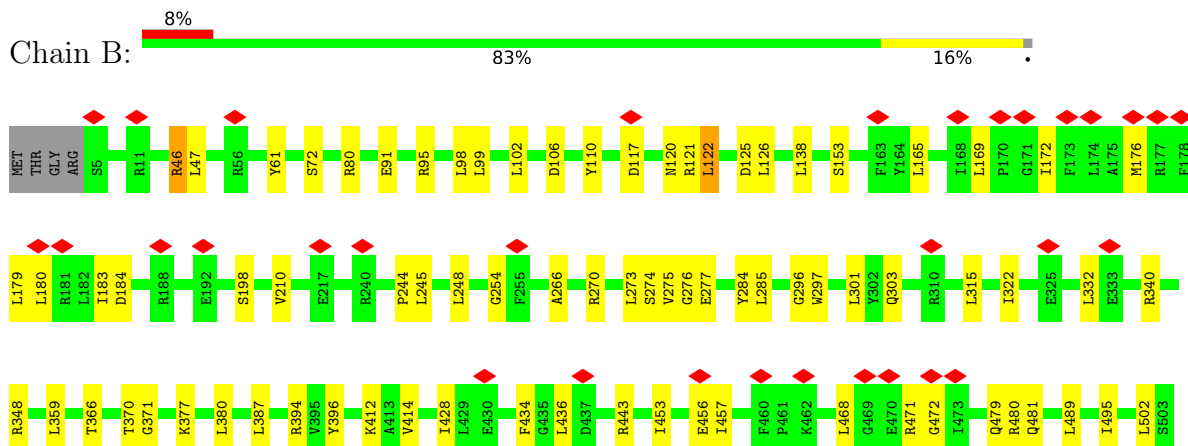 8%
Chain B:
83% 16% •
MET THR GLY ARG S5 R11 R46 L47 R56 Y61 S72 R80 E91 R95 L98 L99 L102 D106 Y110 D117 N120 R121 L122 D125 L126 L138 S153 F163 Y164 L165 I168 L169 P170 G171 I172 F173 L174 A175 M176 R177 F178
L179 L180 R181 L182 I183 D184 R188 E192 S198 V210 E217 R240 P244 L245 L248 G254 F255 A266 R270 L273 S274 V275 G276 E277 Y284 L285 G296 W297 L301 Y302 Q303 R310 L315 I322 E325 L332 E333 R340
R348 L359 T366 T370 G371 K377 L380 L387 R394 V395 Y396 K412 A413 V414 I428 L429 E430 F434 G435 L436 D437 R443 I453 E456 I457 F460 P461 K462 L468 G469 E470 R471 G472 I473 Q479 R480 Q481 L489 I495 L502 S503